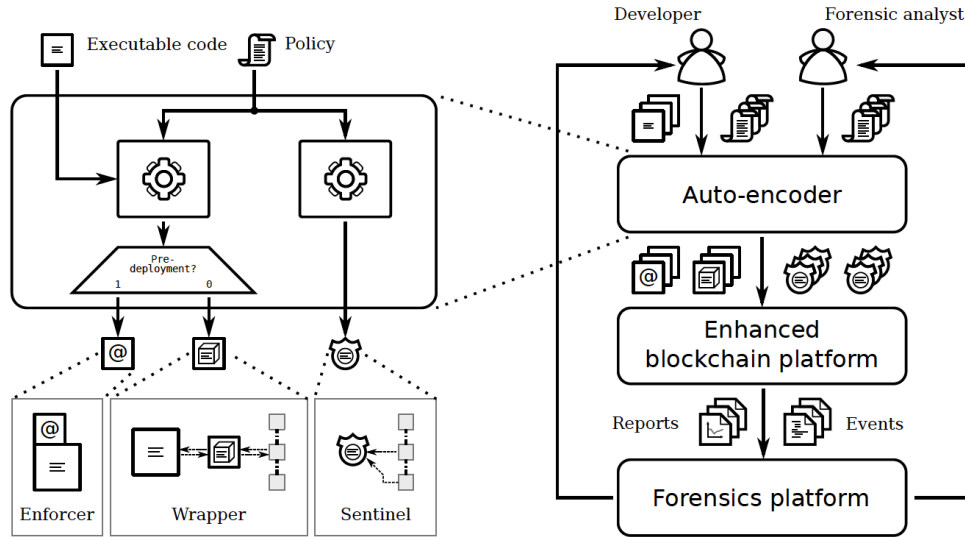 Developer
Forensic analyst
Executable code
Policy
Auto-encoder
Pre-
deployment?
1
0
@
@
Enhanced
blockchain platform
@
Reports
Events
Enforcer
Wrapper
Sentinel
Forensics platform